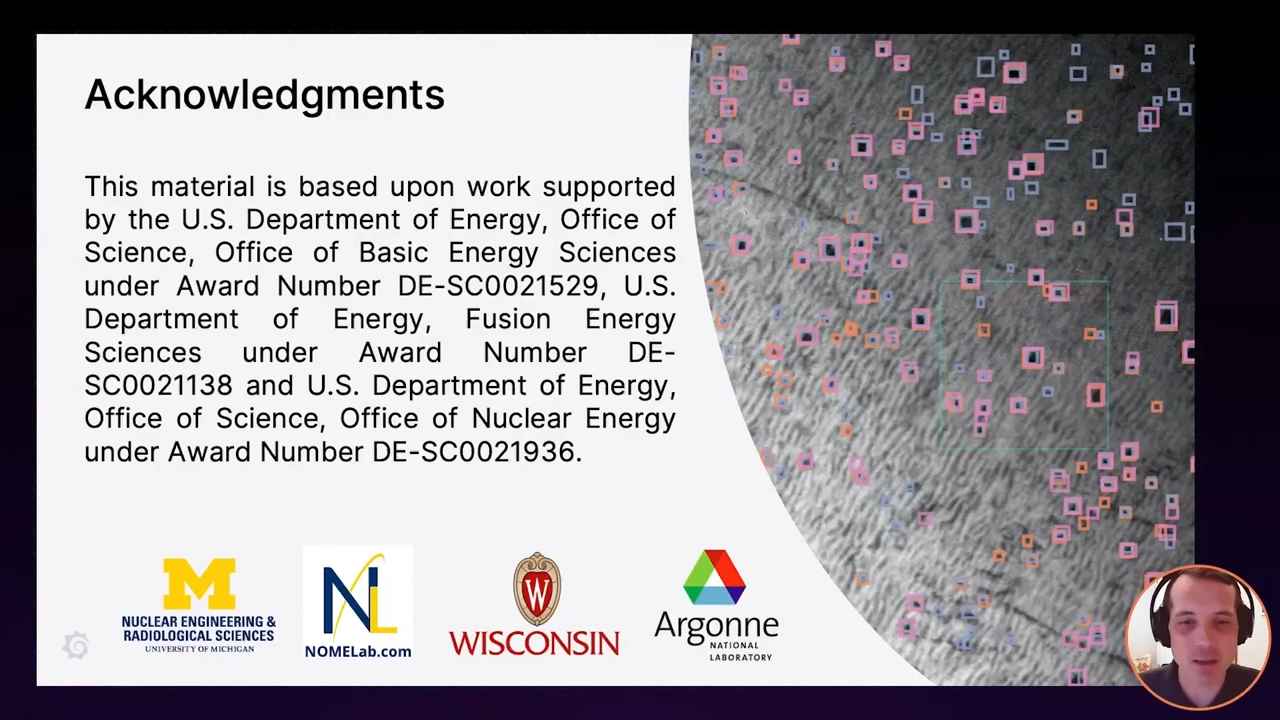 Acknowledgments
This material is based upon work supported
by the U.S. Department of Energy, Office of
Science, Office of Basic Energy Sciences
under Award Number DE-SC0021529, U.S.
Department of Energy, Fusion Energy
Sciences under Award Number DE-
SC0021138 and U.S. Department of Energy,
Office of Science, Office of Nuclear Energy
under Award Number DE-SC0021936.
M
NUCLEAR ENGINEERING &
RADIOLOGICAL SCIENCES
UNIVERSITY OF MICHIGAN
NL
NOMELab.com
W
WISCONSIN
Argonne
NATIONAL
LABORATORY